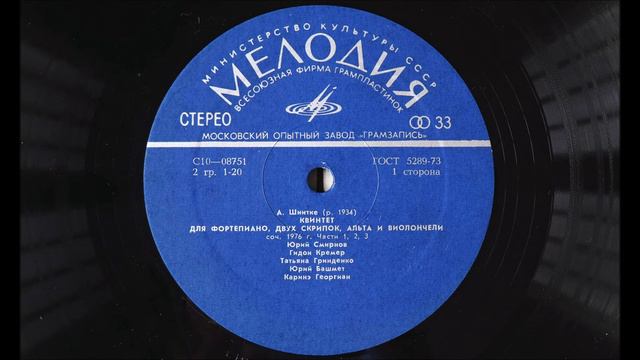 МИНИСТЕРСТВО КУЛЬТУРЫ СССР
МЕЛОДИЯ
ВСЕСОЮЗНАЯ ФИРМА ГРАМПЛАСТИНОК
СТЕРЕО
33
МОСКОВСКИЙ ОПЫТНЫЙ ЗАВОД «ГРАМЗАПИСЬ»
С10—08751
ГОСТ 5289-73
2 гр. 1-20
1 сторона
А. Шнитке (р. 1934)
КВИНТЕТ
ДЛЯ ФОРТЕПИАНО, ДВУХ СКРИПОК, АЛЬТА И ВИОЛОНЧЕЛИ
соч. 1976 г. Части 1, 2, 3
Юрий Смирнов
Гидон Кремер
Татьяна Гринденко
Юрий Башмет
Каринэ Георгиан